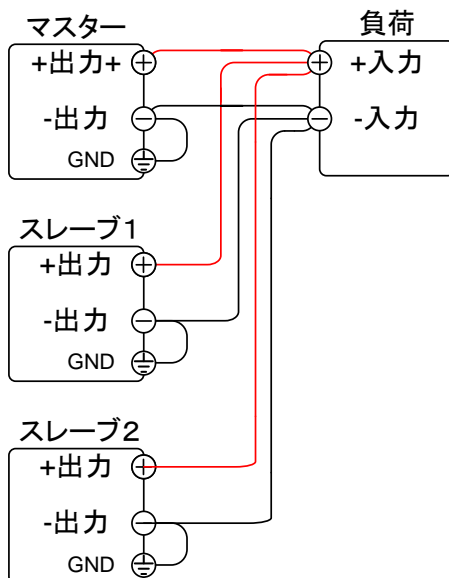 マスター
+出力+
-出力
GND
負荷
+入力
-入力
スレーブ1
+出力
-出力
GND
スレーブ2
+出力
-出力
GND